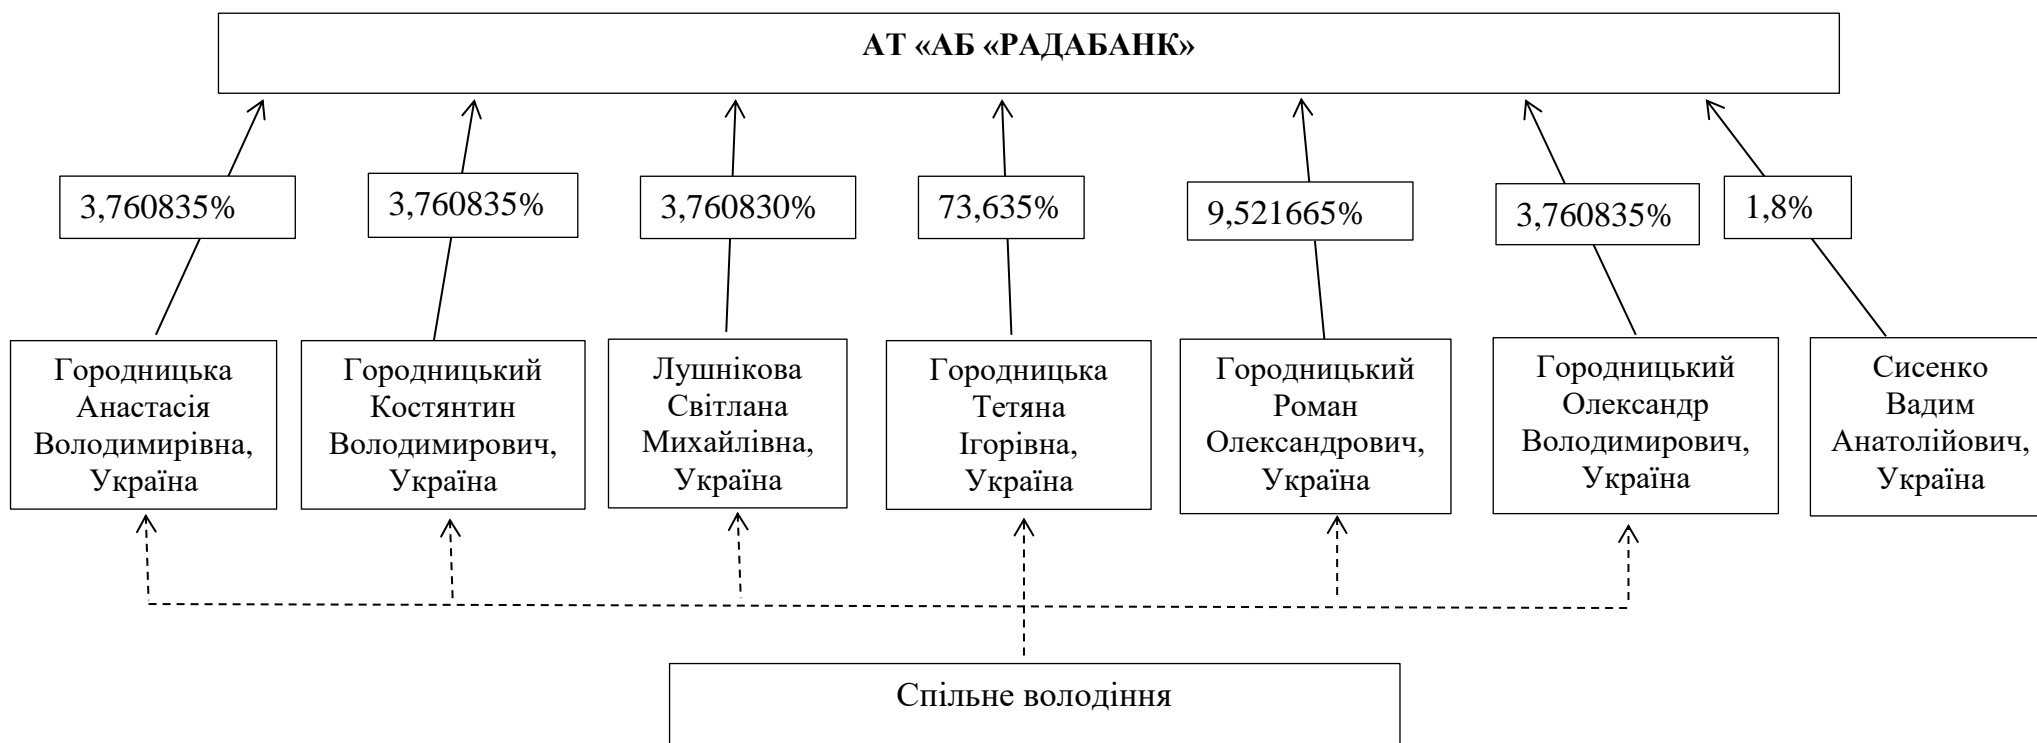 АТ «АБ «РАДАБАНК»
3,760835%
3,760835%
3,760830%
73,635%
9,521665%
3,760835%
1,8%
Городницька
Анастасія
Володимирівна,
Україна
Городницький
Костянтин
Володимирович,
Україна
Лушнікова
Світлана
Михайлівна,
Україна
Городницька
Тетяна
Ігорівна,
Україна
Городницький
Роман
Олександрович,
Україна
Городницький
Олександр
Володимирович,
Україна
Сисенко
Вадим
Анатолійович,
Україна
Спільне володіння